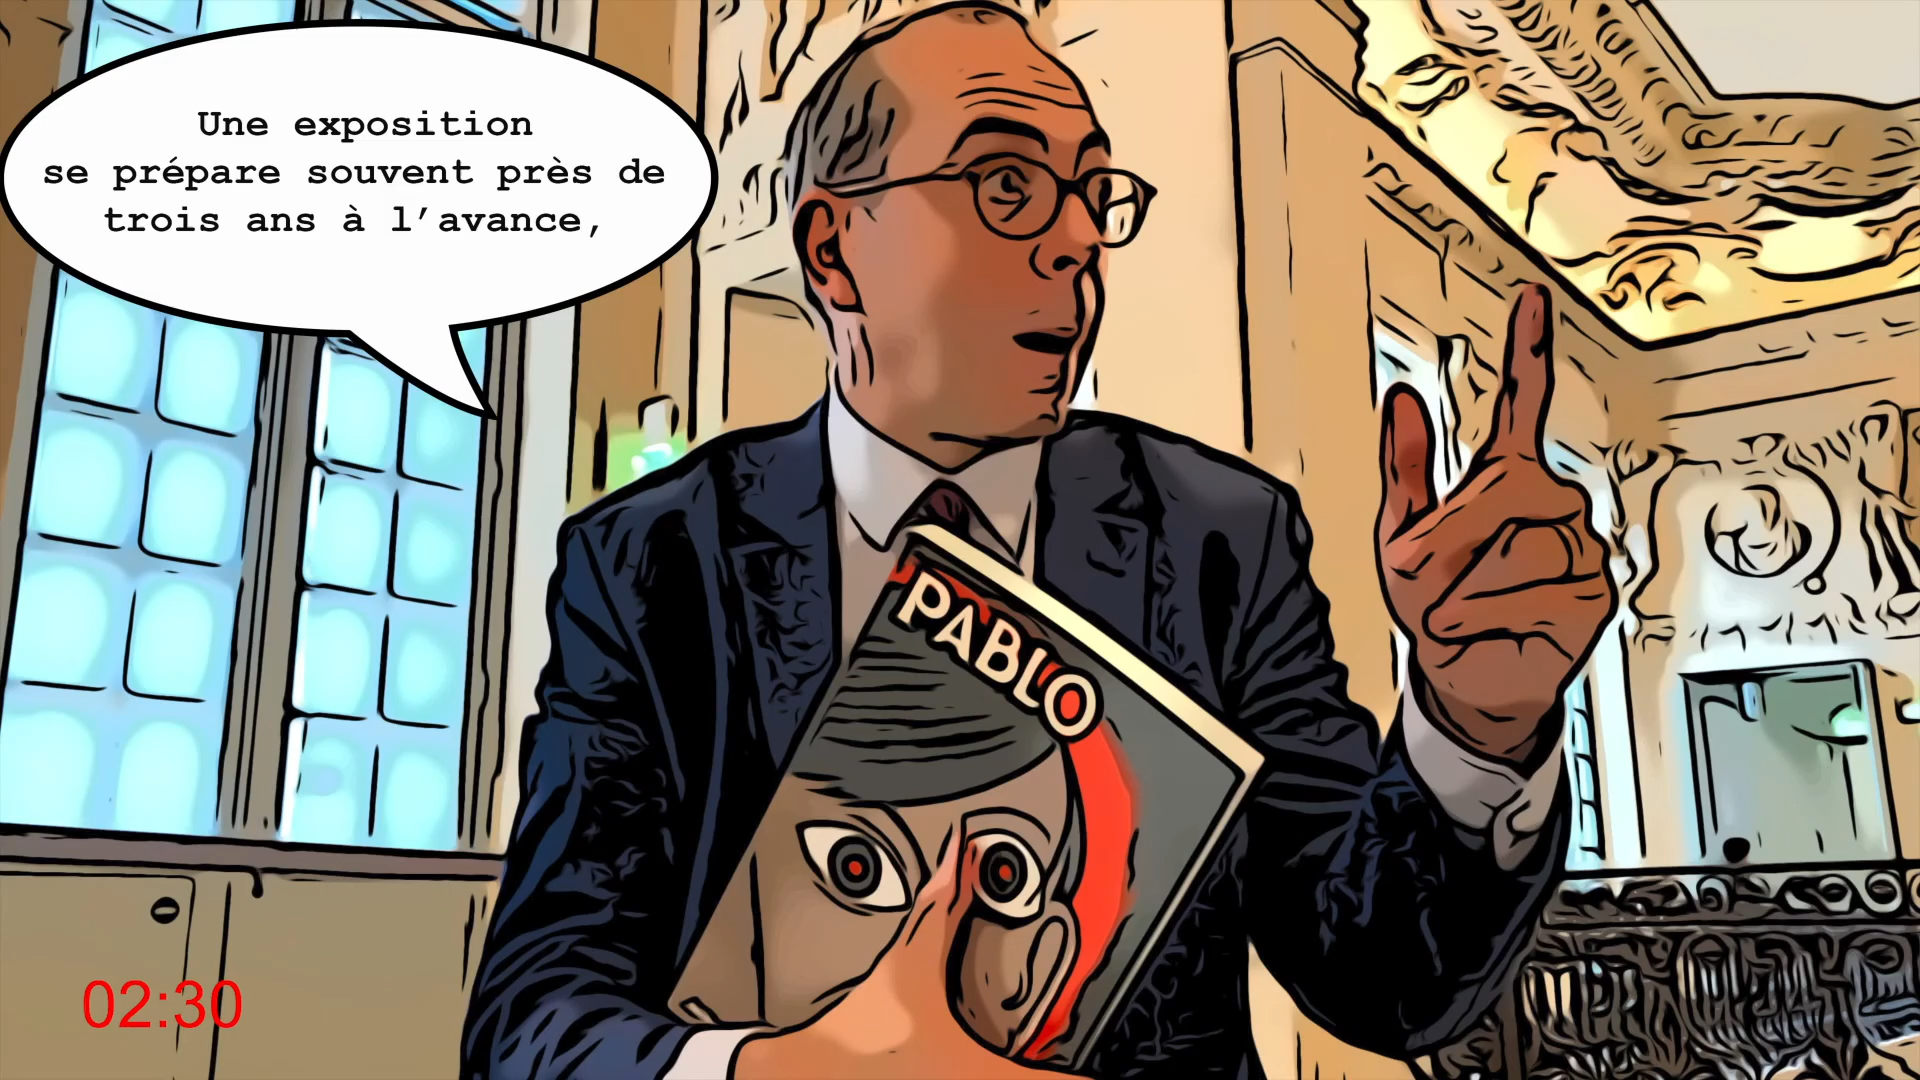 Une exposition
se prépare souvent près de
trois ans à l’avance,
PABLO
02:30